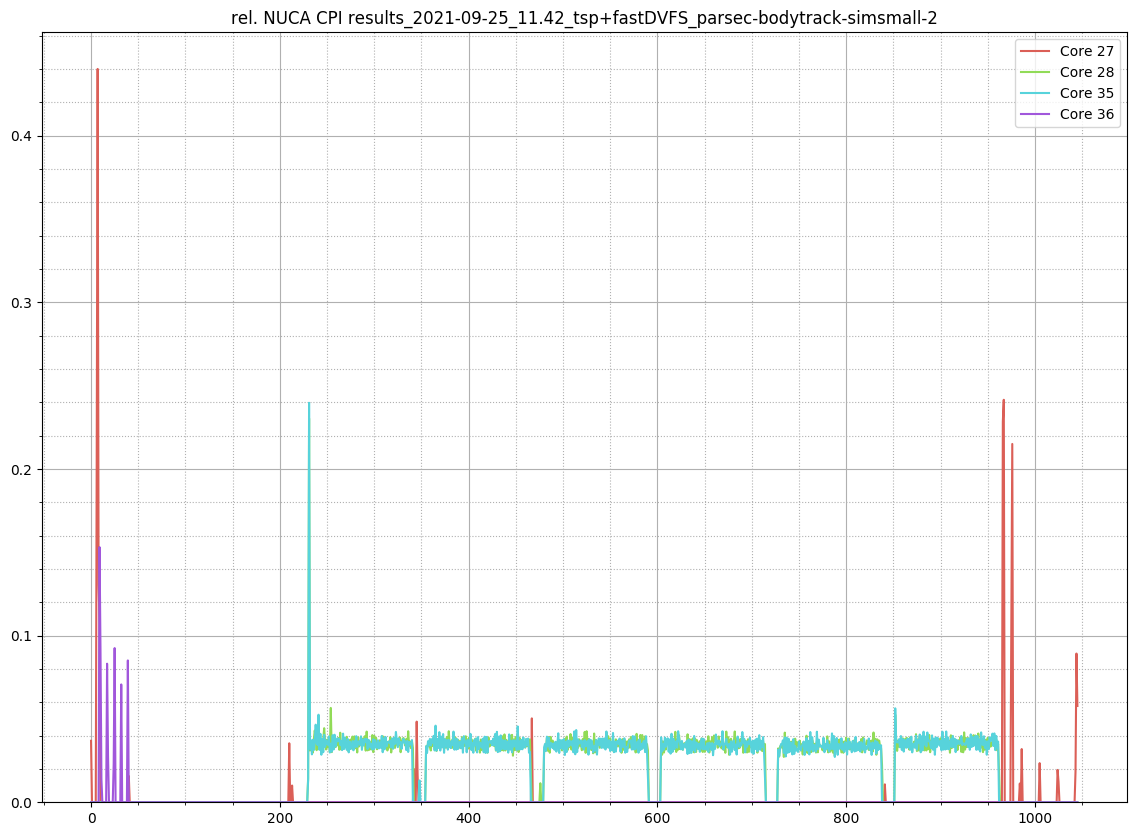 rel. NUCA CPI results_2021-09-25_11.42_tsp+fastDVFS_parsec-bodytrack-simsmall-2
Core 27
Core 28
Core 35
Core 36
0.4
0.3
0.2
0.1
0.0
0 200 400 600 800 1000